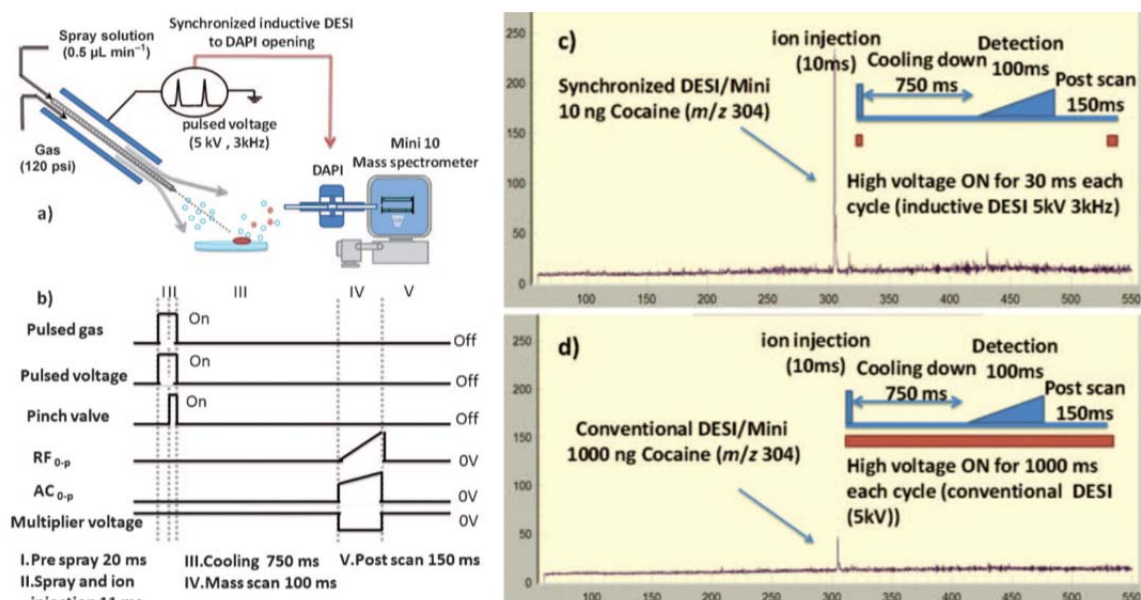 Spray solution
(0.5 µL min⁻¹)
Synchronized inductive DESI
to DAPI opening
pulsed voltage
(5 kV , 3kHz)
Gas
(120 psi)
DAPI
Mini 10
Mass spectrometer
a)
b)
III
III
IV
V
Pulsed gas
On
Off
Pulsed voltage
On
Off
Pinch valve
On
Off
RF 0-p
0V
AC 0-p
0V
Multiplier voltage
0V
I.Pre spray 20 ms
II.Spray and ion
injection 11 ms
III.Cooling 750 ms
IV.Mass scan 100 ms
V.Post scan 150 ms
c)
250
200
150
100
50
0
Synchronized DESI/Mini
10 ng Cocaine (m/z 304)
ion injection
(10ms)
Cooling down
750 ms
Detection
100ms
Post scan
150ms
High voltage ON for 30 ms each
cycle (inductive DESI 5kV 3kHz)
100 150 200 250 300 350 400 450 500 550
d)
250
200
150
100
50
0
Conventional DESI/Mini
1000 ng Cocaine (m/z 304)
ion injection
(10ms)
Cooling down
750 ms
Detection
100ms
Post scan
150ms
High voltage ON for 1000 ms
each cycle (conventional DESI
(5kV))
100 150 200 250 300 350 400 450 500 550